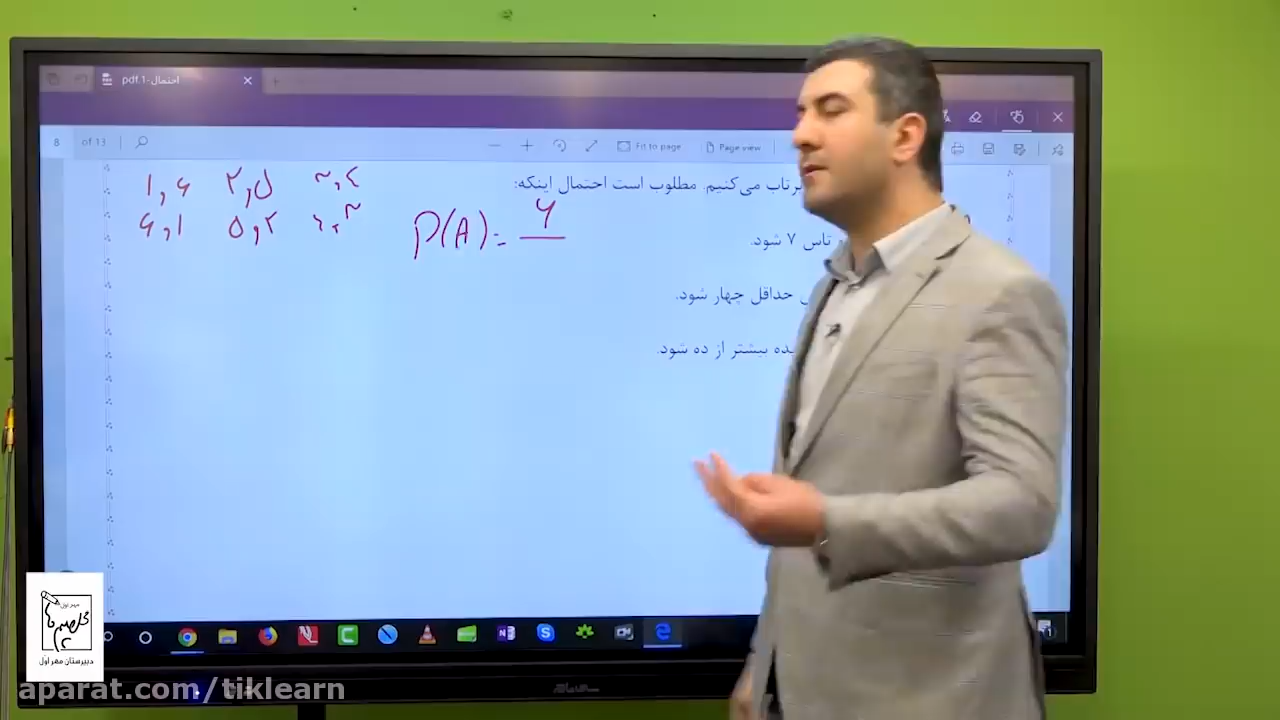 احتمال-1.pdf
8 of 13
Fit to page
Page view
پرتاب می‌کنیم. مطلوب است احتمال اینکه:
تاس ۷ شود.
حداقل چهار شود.
بیشتر از ده شود.
۱,۶ ۲,۵ ۳,۴
۶,۱ ۵,۲ ۴,۳
P(A) = ۶
مهر اول
دبیرستان مهر اول
aparat.com/tiklearn